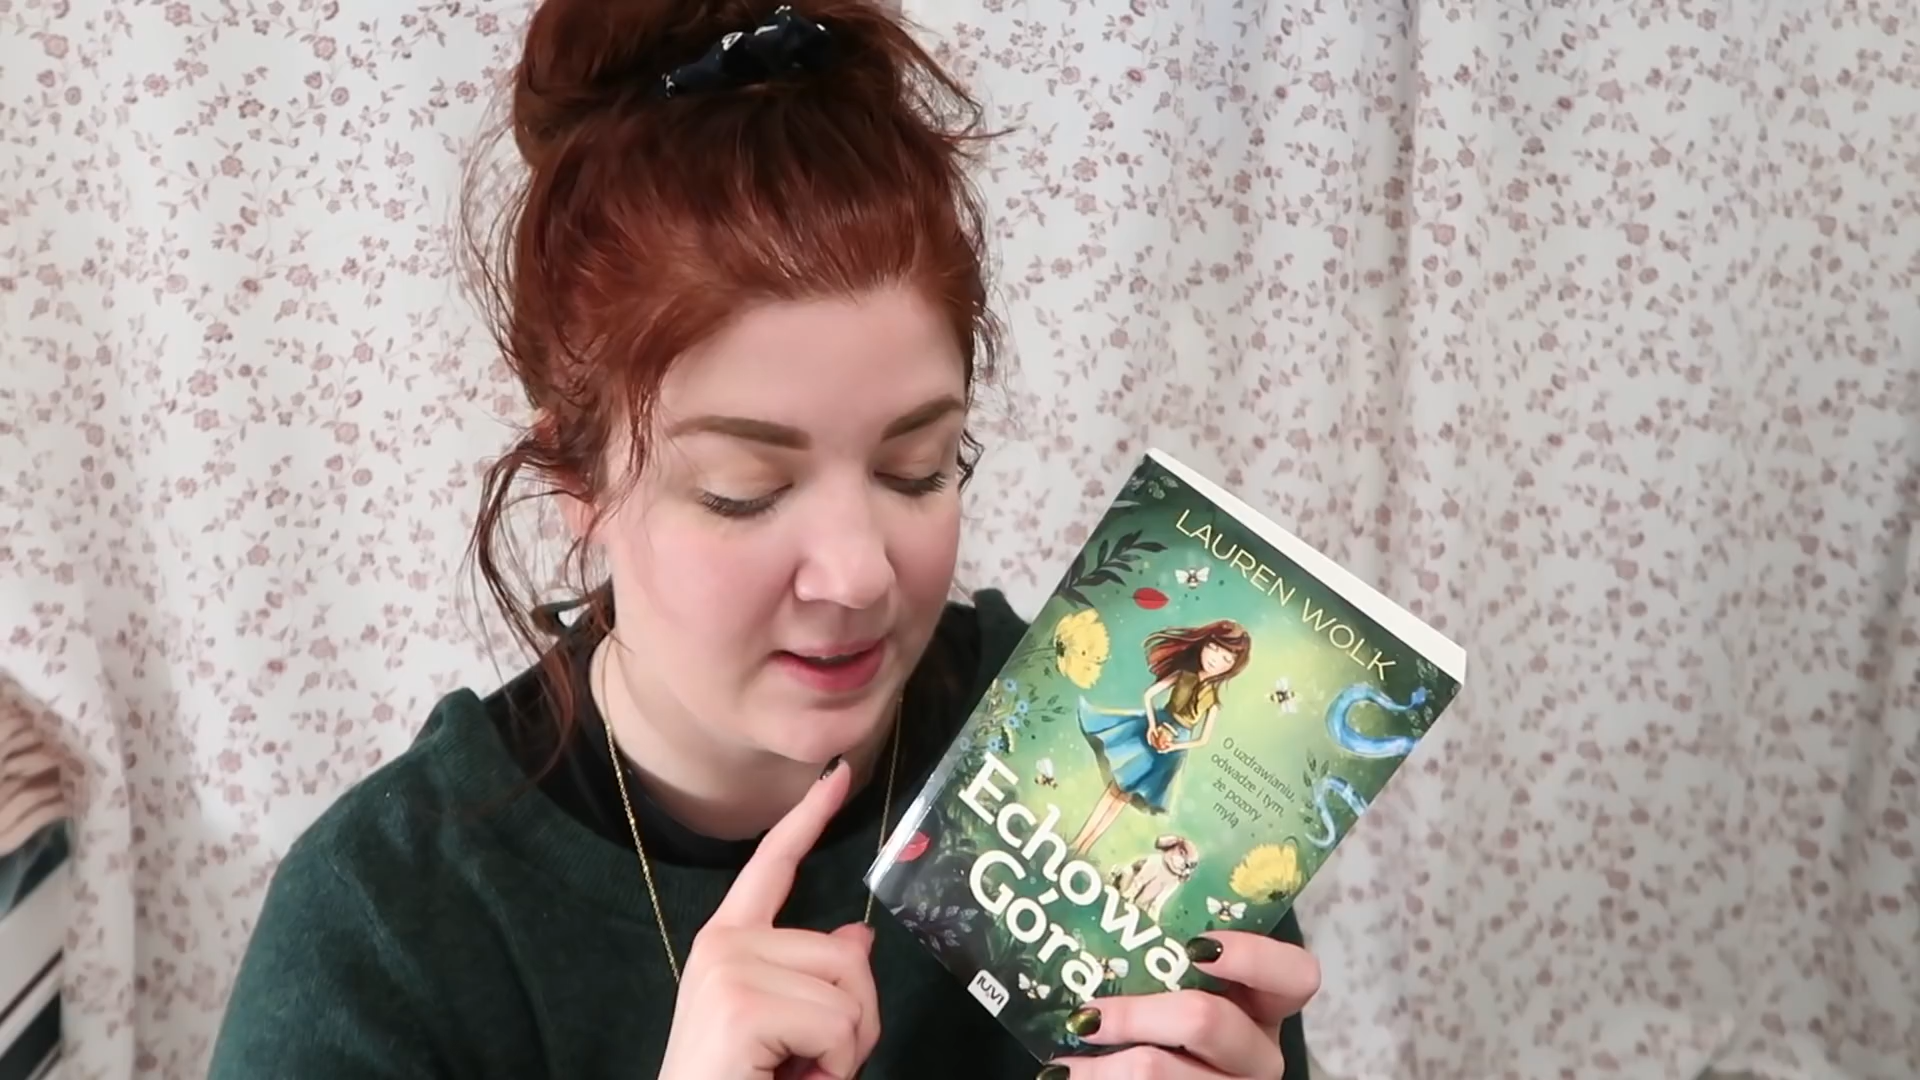 LAUREN WOLK
O uzdrawianiu,
odwadze i tym,
że pozory
mylą
Echowa
Góra
IUVI